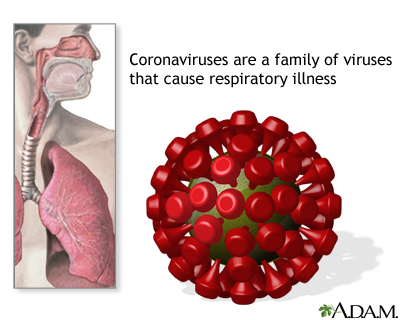 Coronaviruses are a family of viruses
that cause respiratory illness
A.D.A.M.